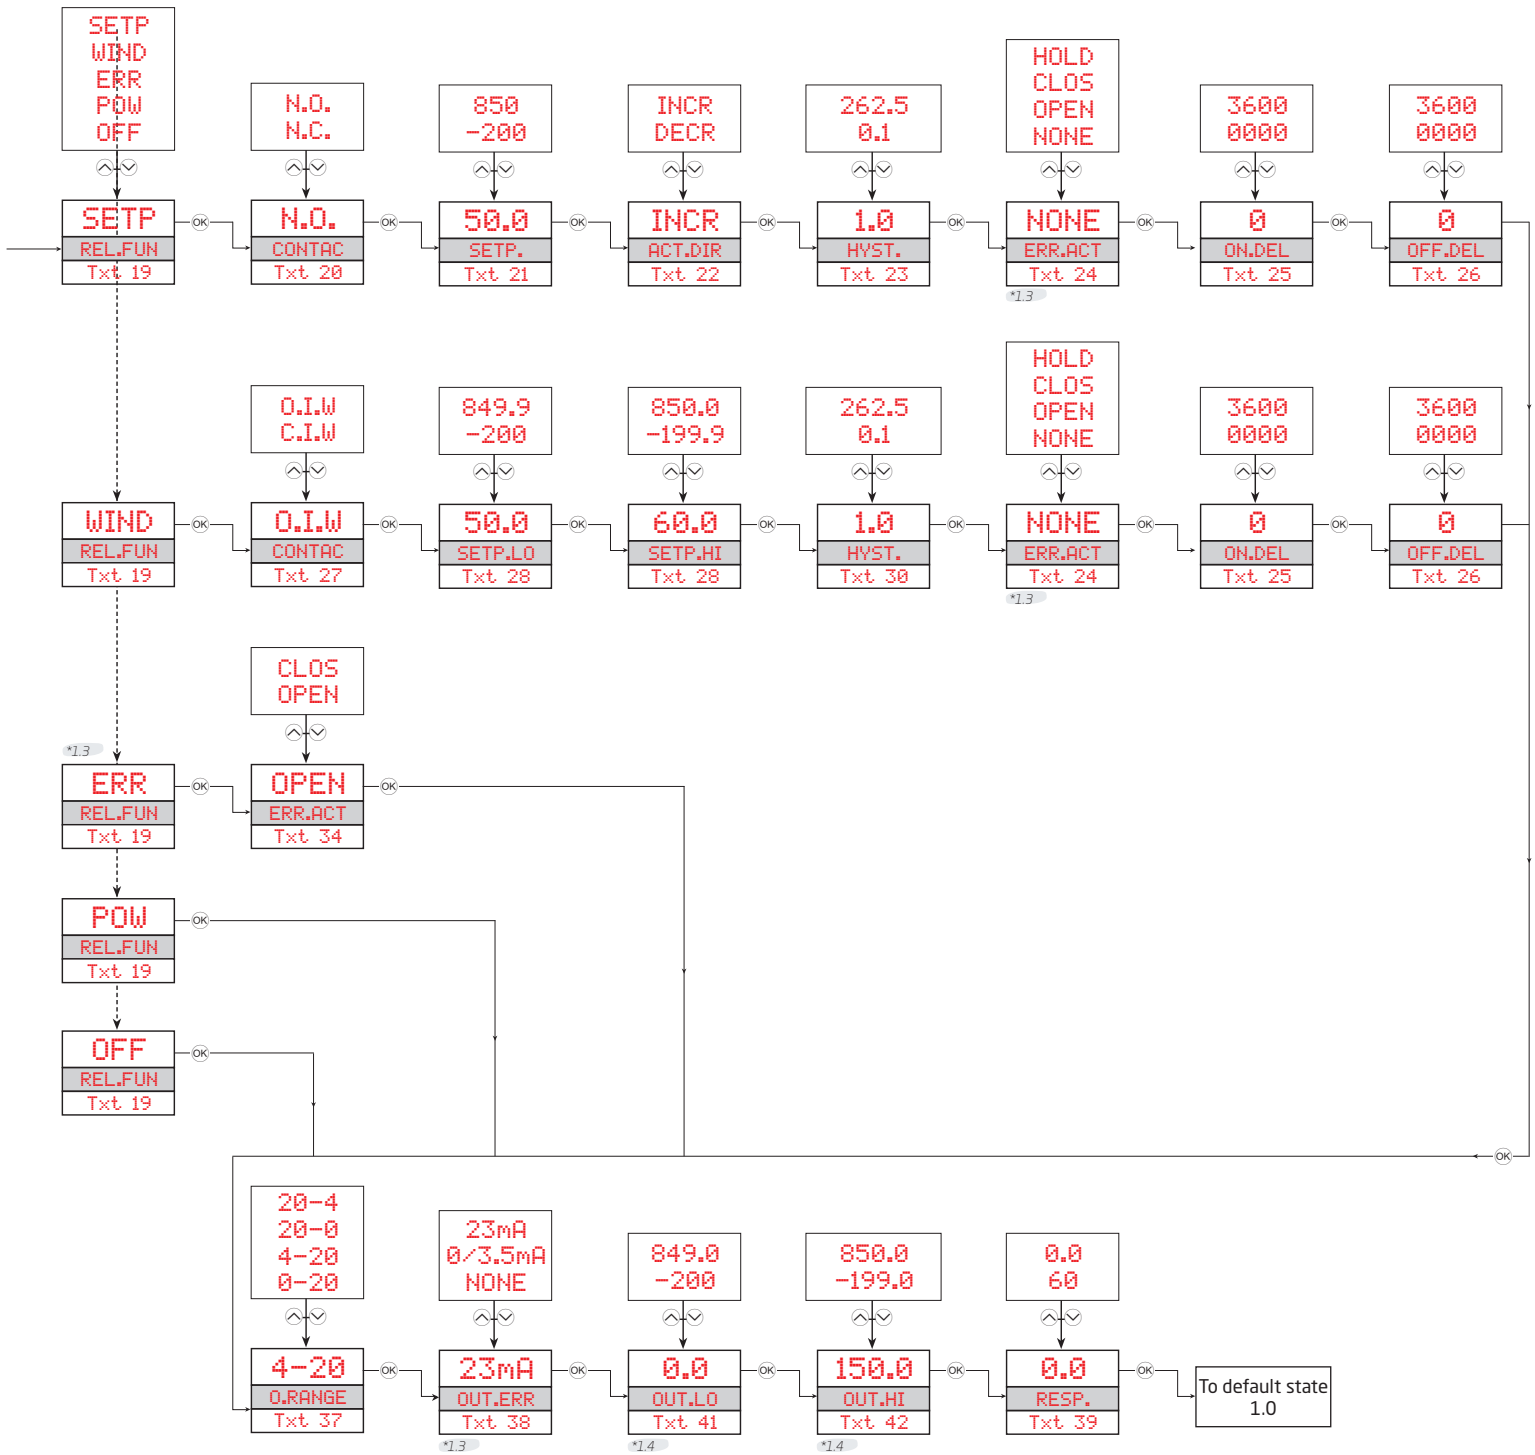 SETP
WIND
ERR
POW
OFF
N.O.
N.C.
850
-200
INCR
DECR
262.5
0.1
HOLD
CLOS
OPEN
NONE
3600
0000
3600
0000
SETP
REL.FUN
Txt 19
OK
N.O.
CONTAC
Txt 20
OK
50.0
SETP.
Txt 21
OK
INCR
ACT.DIR
Txt 22
OK
1.0
HYST.
Txt 23
OK
NONE
ERR.ACT
Txt 24
*1.3
OK
0
ON.DEL
Txt 25
OK
0
OFF.DEL
Txt 26
O.I.W
C.I.W
849.9
-200
850.0
-199.9
262.5
0.1
HOLD
CLOS
OPEN
NONE
3600
0000
3600
0000
WIND
REL.FUN
Txt 19
OK
O.I.W
CONTAC
Txt 27
OK
50.0
SETP.LO
Txt 28
OK
60.0
SETP.HI
Txt 28
OK
1.0
HYST.
Txt 30
OK
NONE
ERR.ACT
Txt 24
*1.3
OK
0
ON.DEL
Txt 25
OK
0
OFF.DEL
Txt 26
CLOS
OPEN
*1.3
ERR
REL.FUN
Txt 19
OK
OPEN
ERR.ACT
Txt 34
OK
POW
REL.FUN
Txt 19
OK
OFF
REL.FUN
Txt 19
OK
OK
20-4
20-0
4-20
0-20
23mA
0/3.5mA
NONE
849.0
-200
850.0
-199.0
0.0
60
4-20
O.RANGE
Txt 37
OK
23mA
OUT.ERR
Txt 38
*1.3
OK
0.0
OUT.LO
Txt 41
*1.4
OK
150.0
OUT.HI
Txt 42
*1.4
OK
0.0
RESP.
Txt 39
OK
To default state
1.0